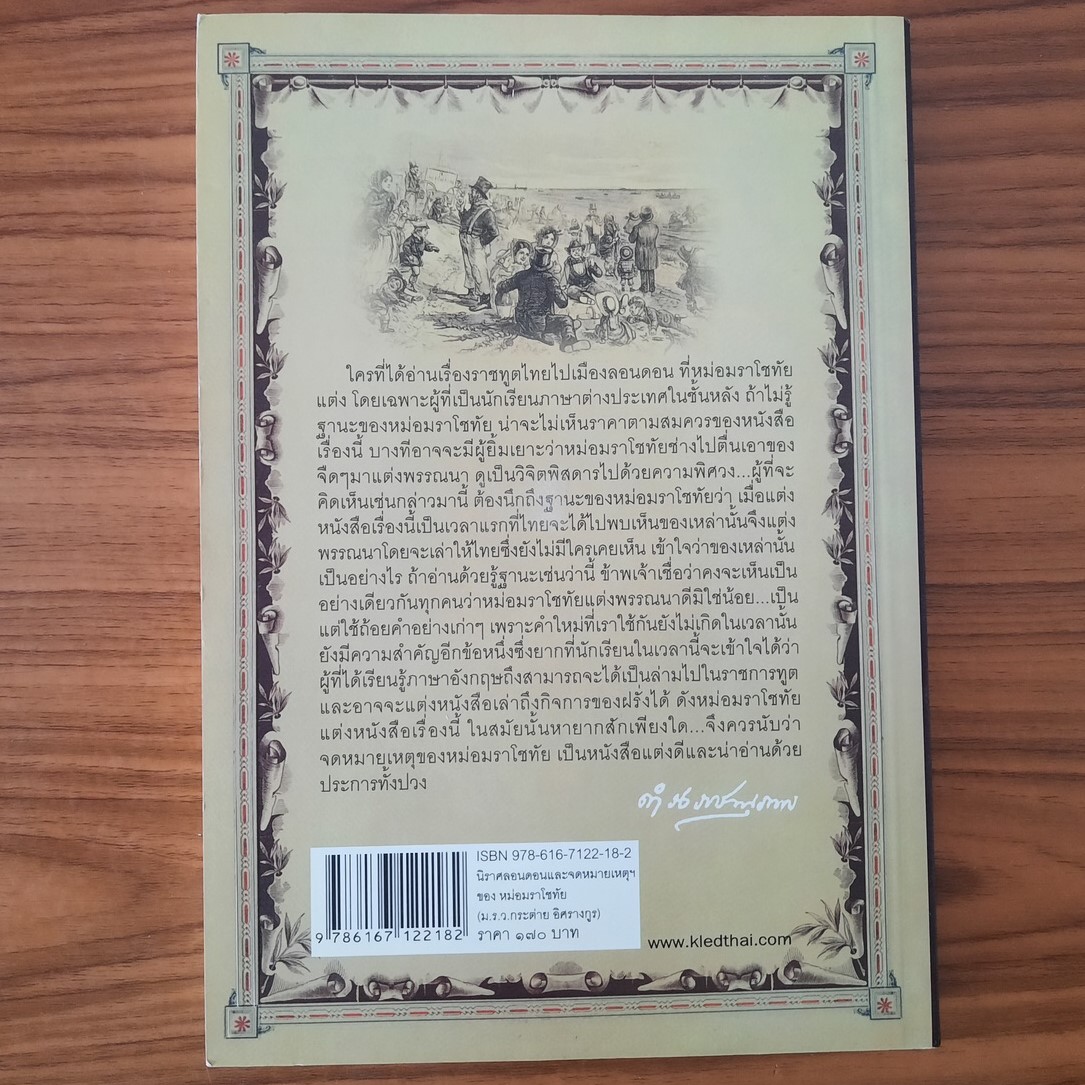 ใครที่ได้อ่านเรื่องราชทูตไทยไปเมืองลอนดอน ที่หม่อมราโชทัย
แต่ง โดยเฉพาะผู้ที่เป็นนักเรียนภาษาต่างประเทศในชั้นหลัง ถ้าไม่รู้
ฐานะของหม่อมราโชทัย น่าจะไม่เห็นราคาตามสมควรของหนังสือ
เรื่องนี้ บางทีอาจจะมีผู้ยิ้มเยาะว่าหม่อมราโชทัยช่างไปตื่นเอาของ
จืดๆมาแต่งพรรณนา ดูเป็นวิจิตพิสดารไปด้วยความพิศวง...ผู้ที่จะ
คิดเห็นเช่นกล่าวมานี้ ต้องนึกถึงฐานะของหม่อมราโชทัยว่า เมื่อแต่ง
หนังสือเรื่องนี้เป็นเวลาแรกที่ไทยจะได้ไปพบเห็นของเหล่านั้นจึงแต่ง
พรรณนาโดยจะเล่าให้ไทยซึ่งยังไม่มีใครเคยเห็น เข้าใจว่าของเหล่านั้น
เป็นอย่างไร ถ้าอ่านด้วยรู้ฐานะเช่นว่านี้ ข้าพเจ้าเชื่อว่าคงจะเห็นเป็น
อย่างเดียวกันทุกคนว่าหม่อมราโชทัยแต่งพรรณนาดีมิใช่น้อย...เป็น
แต่ใช้ถ้อยคำอย่างเก่าๆ เพราะคำใหม่ที่เราใช้กันยังไม่เกิดในเวลานั้น
ยังมีความสำคัญอีกข้อหนึ่งซึ่งยากที่นักเรียนในเวลานี้จะเข้าใจได้ว่า
ผู้ที่ได้เรียนรู้ภาษาอังกฤษถึงสามารถจะได้เป็นล่ามไปในราชการทูต
และอาจจะแต่งหนังสือเล่าถึงกิจการของฝรั่งได้ ดังหม่อมราโชทัย
แต่งหนังสือเรื่องนี้ ในสมัยนั้นหายากสักเพียงใด...จึงควรนับว่า
จดหมายเหตุของหม่อมราโชทัย เป็นหนังสือแต่งดีและน่าอ่านด้วย
ประการทั้งปวง
ISBN 978-616-7122-18-2
นิราศลอนดอนและจดหมายเหตุฯ
ของ หม่อมราโชทัย
(ม.ร.ว.กระต่าย อิศรางกูร)
ราคา ๑๗๐ บาท
9 786167 122182
www.kledthai.com